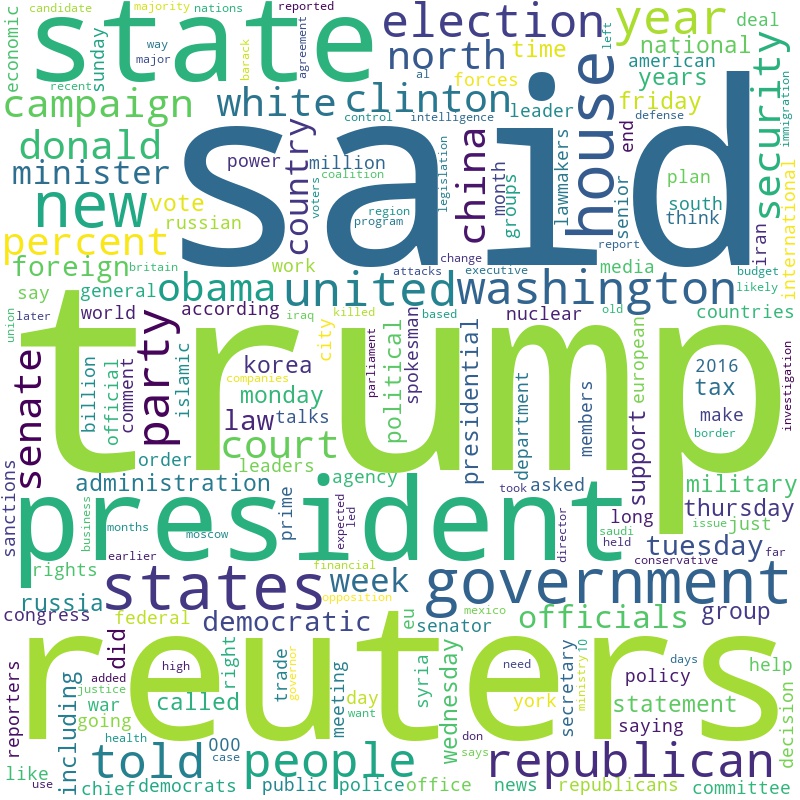 candidate majority nations reported
economic
state
barack
agreement
election
year
left
al
deal
way
major
recent
sunday
north
time
national
american
years
forces
friday
campaign
white
clinton
leader
control
intelligence
end
defense
security
immigration
donald
said
house
minister
power
million
country
coalition
voters
region
program
china
legislation
month
groups
lawmakers
senior
plan
south
think
new
vote
russian
percent
report
iran
international
foreign
britain
work
change
attacks
executive
media
budget
likely
say
general
obama
united
washington
countries
union
later
world
according
iraq
killed
based
nuclear
old
trump
senate
billion
official
comment
party
islamic
korea
companies
monday
city
parliament
political
spokesman
presidential
department
members
european
2016
tax
make
border
investigation
law
talks
court
order
leaders
support
sanctions
administration
agency
took
asked
military
president
business
months
moscow
prime
expected
led
long
thursday
director
held
saudi
issue
just
earlier
conservative
tuesday
far
rights
states
financial
opposition
week
government
russia
congress
federal
democratic
mexico
eu
senator
officials
group
reuters
reporters
did
added
justice
high
right
trade
governor
meeting
day
want
syria
wednesday
need
secretary
ministry
10
policy
days
help
war
going
including
called
york
statement
saying
decision
health
000
case
don
says
told
people
republican
like
use
chief
democrats
public
police
office
news
republicans
committee